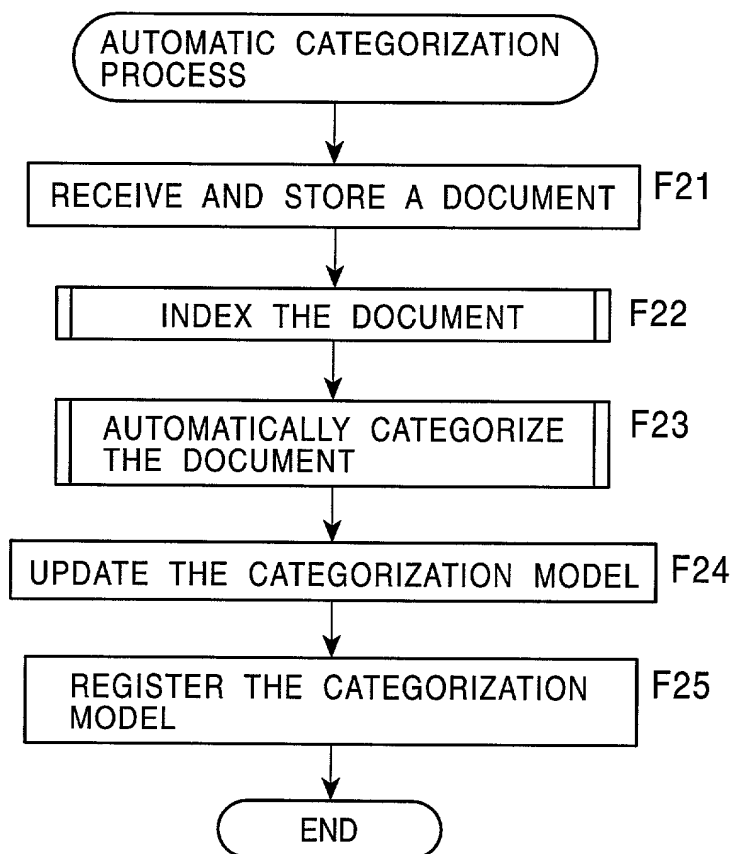 AUTOMATIC CATEGORIZATION
PROCESS
RECEIVE AND STORE A DOCUMENT
F21
INDEX THE DOCUMENT
F22
AUTOMATICALLY CATEGORIZE
THE DOCUMENT
F23
UPDATE THE CATEGORIZATION MODEL
F24
REGISTER THE CATEGORIZATION
MODEL
F25
END